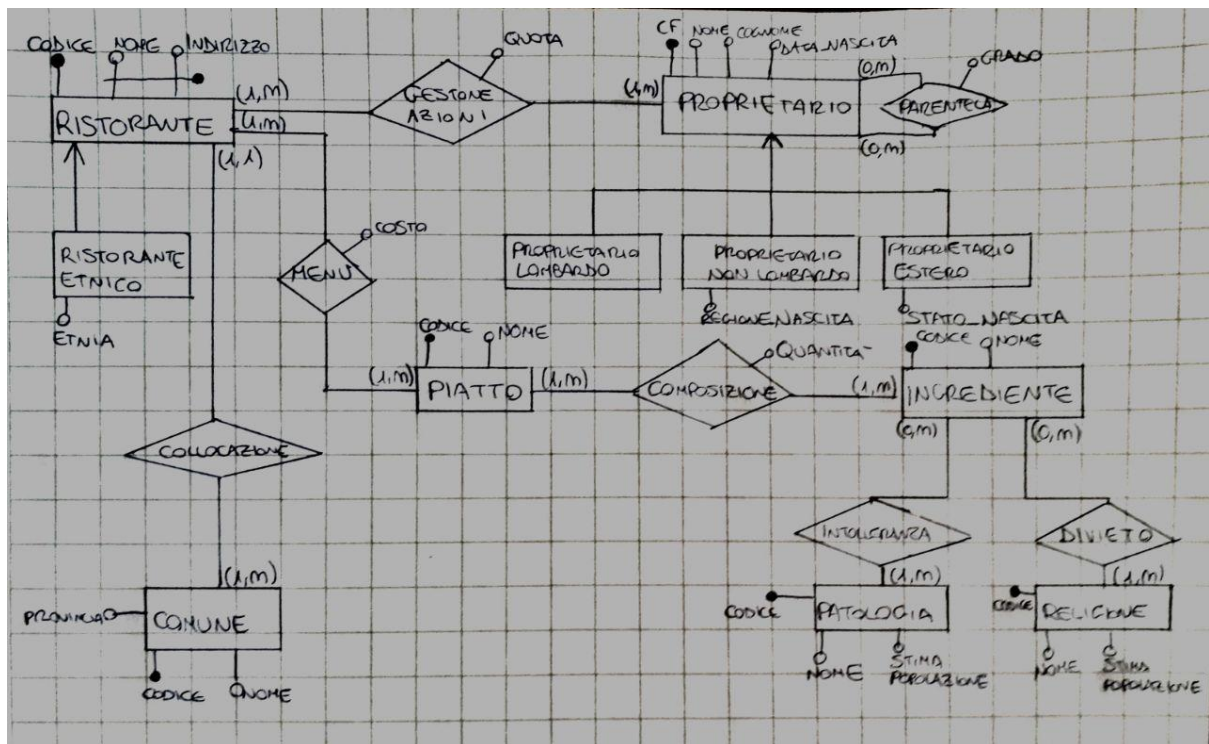 CODICE NOME INDIRIZZO
(1,m)
(1,m)
RISTORANTE
(1,1)
QUOTA
GESTIONE
AZIONI
CF NOME COGNOME
DATA_NASCITA
(1,m)
PROPRIETARIO
(0,m)
GRADO
PARENTELA
(0,m)
RISTORANTE
ETNICO
ETNIA
COSTO
MENÙ
PROPRIETARIO
LOMBARDO
PROPRIETARIO
NON LOMBARDO
REGIONE NASCITA
PROPRIETARIO
ESTERO
STATO_NASCITA
CODICE NOME
(1,m)
PIATTO
(1,m)
QUANTITA'
COMPOSIZIONE
CODICE NOME
(1,m)
INGREDIENTE
(0,m)
(0,m)
COLLOCAZIONE
INTOLLERANZA
DIVIETO
(1,m)
PROVINCIA
COMUNE
CODICE NOME
(1,m)
CODICE
PATOLOGIA
NOME
STIMA
POPOLAZIONE
(1,m)
CODICE
RELIGIONE
NOME
STIMA
POPOLAZIONE